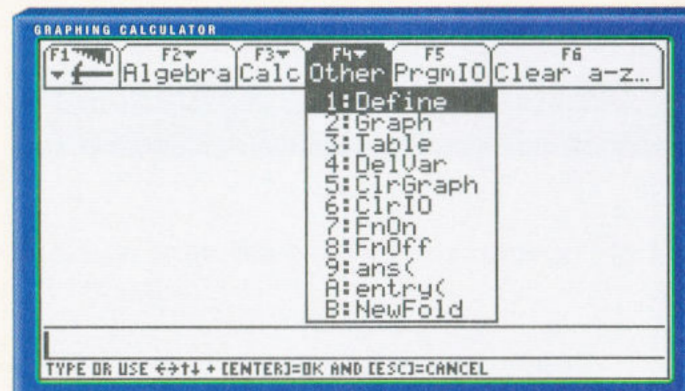 GRAPHING CALCULATOR
F1 F2 F3 F4 F5 F6
Algebra Calc Other PrgmIO Clear a-z...
1:Define
2:Graph
3:Table
4:DelVar
5:ClrGraph
6:ClrIO
7:FnOn
8:FnOff
9:ans(
A:entry(
B:NewFold
TYPE OR USE ←→↑↓ + [ENTER]=OK AND [ESC]=CANCEL